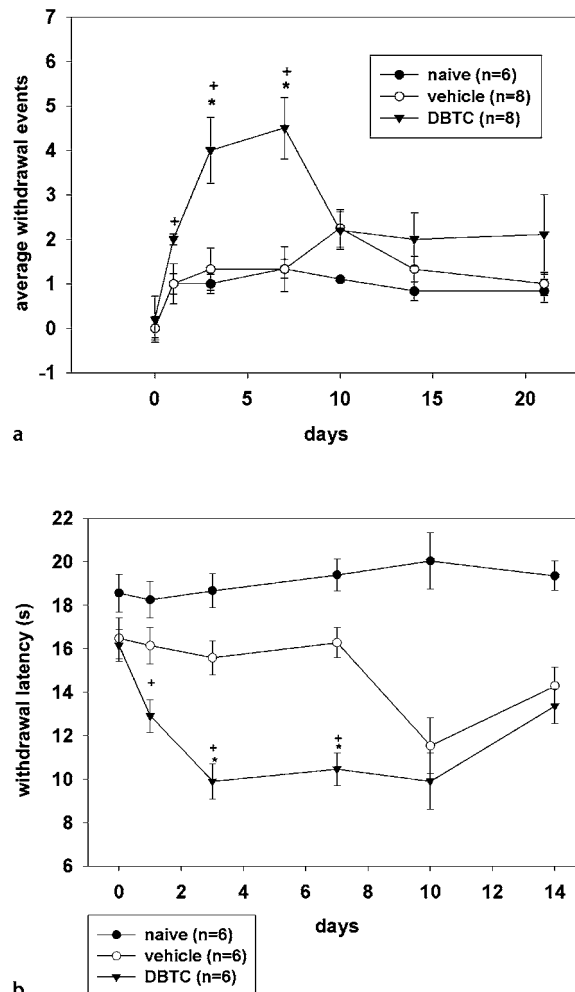 7
6
5
4
3
2
1
0
-1
average withdrawal events
+
+
*
+
*
naive (n=6)
vehicle (n=8)
DBTC (n=8)
0 5 10 15 20
days
a
22
20
18
16
14
12
10
8
6
withdrawal latency (s)
+
+
*
+
*
0 2 4 6 8 10 12 14
days
naive (n=6)
vehicle (n=6)
DBTC (n=6)
b